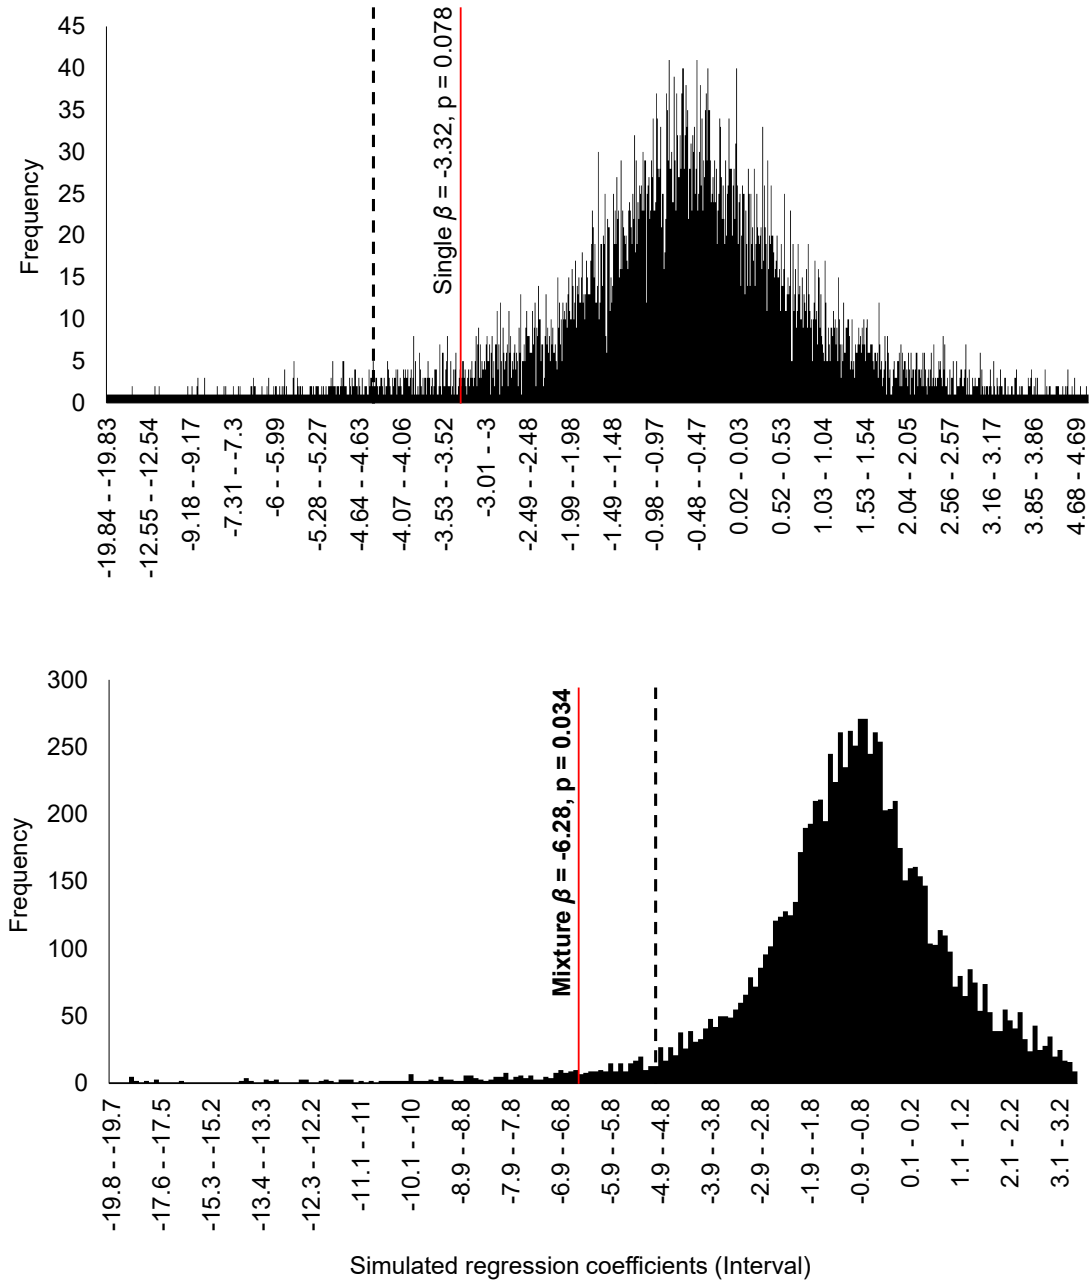 45
40
35
30
25
20
15
10
5
0
Frequency
Single β = -3.32, p = 0.078
-19.84 - -19.83
-12.55 - -12.54
-9.18 - -9.17
-7.31 - -7.3
-6 - -5.99
-5.28 - -5.27
-4.64 - -4.63
-4.07 - -4.06
-3.53 - -3.52
-3.01 - -3
-2.49 - -2.48
-1.99 - -1.98
-1.49 - -1.48
-0.98 - -0.97
-0.48 - -0.47
0.02 - 0.03
0.52 - 0.53
1.03 - 1.04
1.53 - 1.54
2.04 - 2.05
2.56 - 2.57
3.16 - 3.17
3.85 - 3.86
4.68 - 4.69
300
250
200
150
100
50
0
Frequency
Mixture β = -6.28, p = 0.034
-19.8 - -19.7
-17.6 - -17.5
-15.3 - -15.2
-13.4 - -13.3
-12.3 - -12.2
-11.1 - -11
-10.1 - -10
-8.9 - -8.8
-7.9 - -7.8
-6.9 - -6.8
-5.9 - -5.8
-4.9 - -4.8
-3.9 - -3.8
-2.9 - -2.8
-1.9 - -1.8
-0.9 - -0.8
0.1 - 0.2
1.1 - 1.2
2.1 - 2.2
3.1 - 3.2
Simulated regression coefficients (Interval)